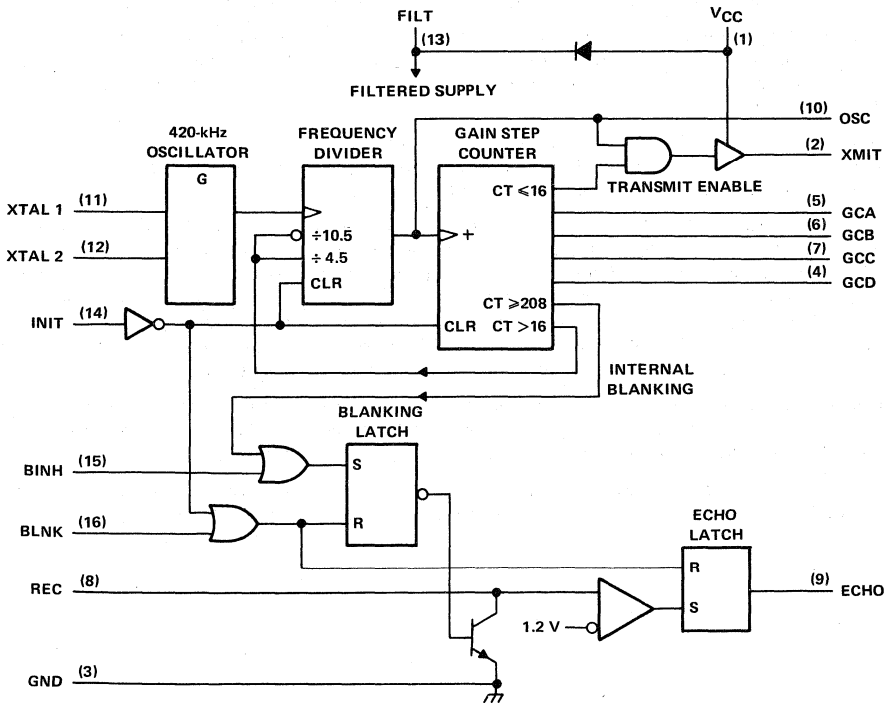 FILT
VCC
(13)
(1)
FILTERED SUPPLY
(10)
OSC
420-kHz
OSCILLATOR
G
FREQUENCY
DIVIDER
GAIN STEP
COUNTER
(2)
XMIT
TRANSMIT ENABLE
CT ≤16
XTAL 1
(11)
(5)
GCA
÷10.5
+
(6)
GCB
XTAL 2
(12)
÷ 4.5
(7)
GCC
CLR
(4)
GCD
CT ≥208
INIT
(14)
CLR
CT >16
INTERNAL
BLANKING
BLANKING
LATCH
BINH
(15)
S
BLNK
(16)
R
ECHO
LATCH
R
REC
(8)
(9)
ECHO
S
1.2 V
GND
(3)